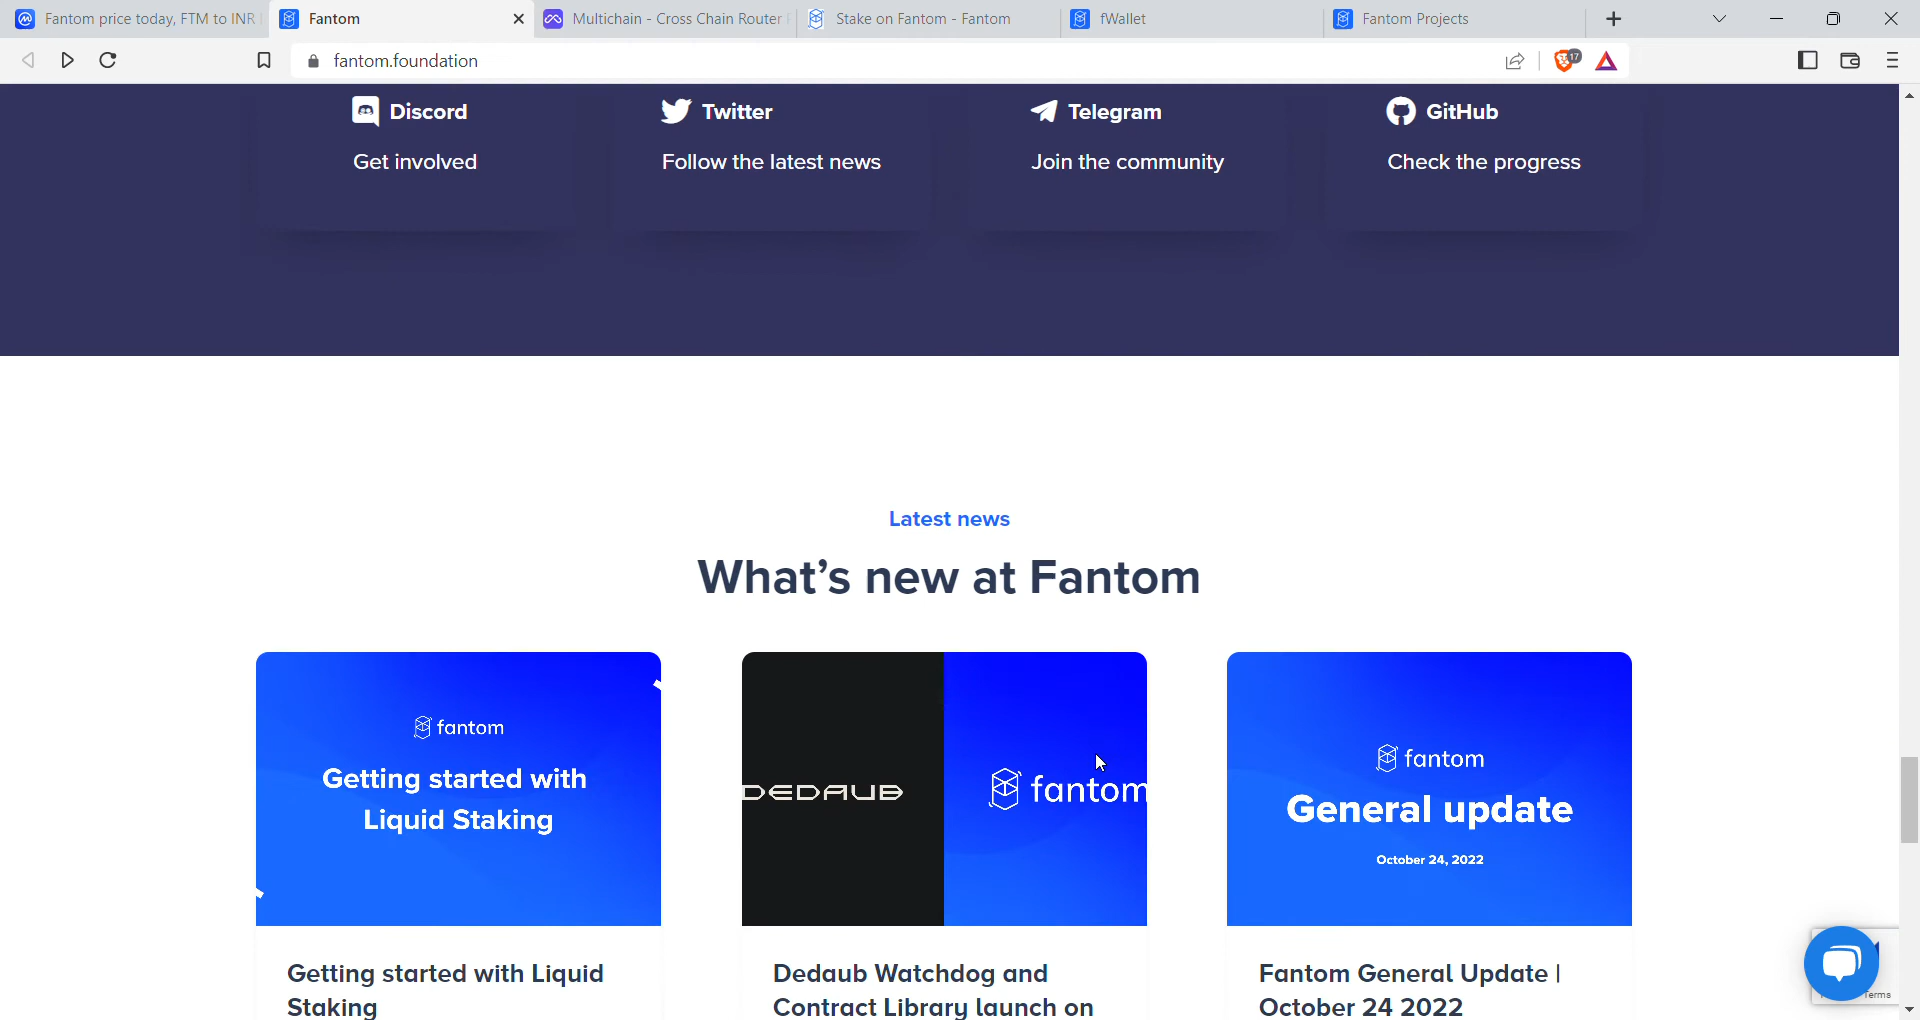 Fantom price today, FTM to INR
Fantom
Multichain - Cross Chain Router
Stake on Fantom - Fantom
fWallet
Fantom Projects
fantom.foundation
17
Discord
Twitter
Telegram
GitHub
Get involved
Follow the latest news
Join the community
Check the progress
Latest news
What's new at Fantom
fantom
Getting started with
Liquid Staking
DEDAUB
fantom
fantom
General update
October 24, 2022
Getting started with Liquid
Staking
Dedaub Watchdog and
Contract Library launch on
Fantom General Update |
October 24 2022
Terms